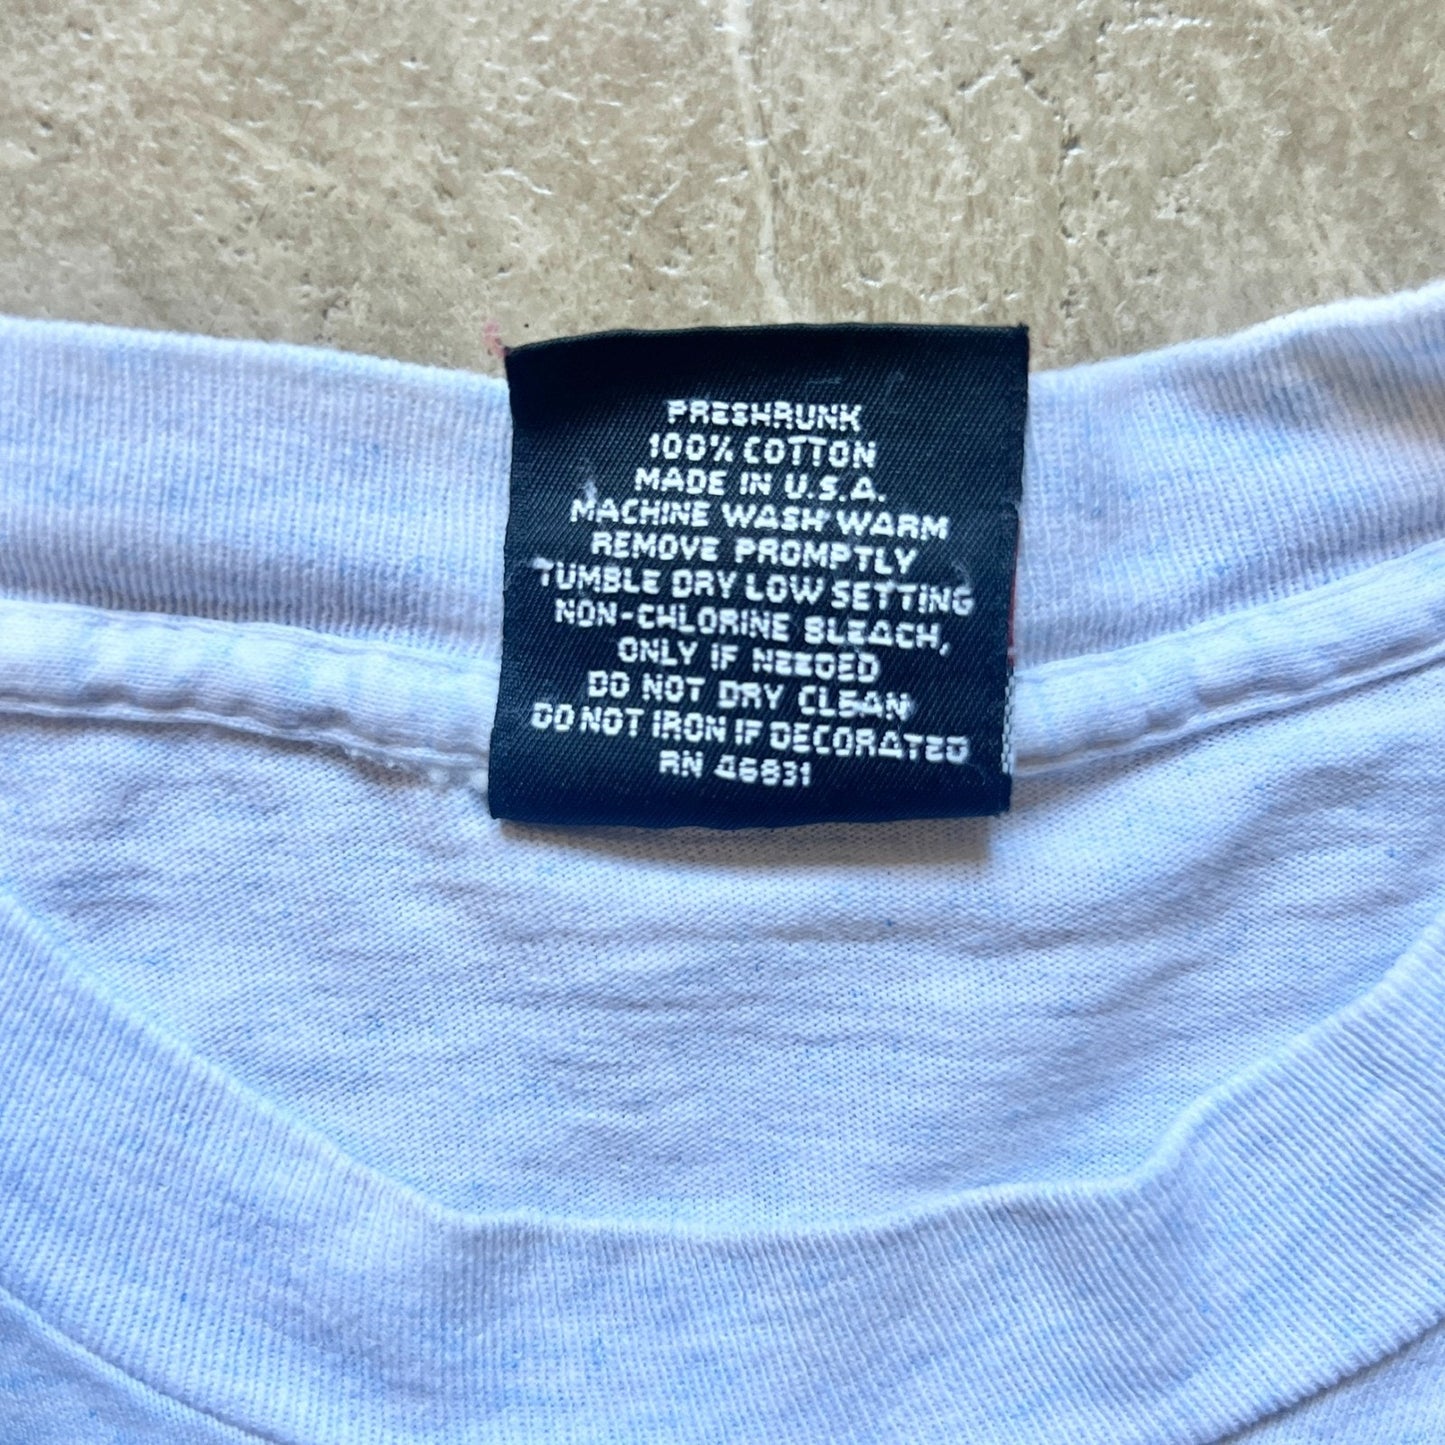 PRESHRUNK
100% COTTON
MADE IN U.S.A.
MACHINE WASH WARM
REMOVE PROMPTLY
TUMBLE DRY LOW SETTING
NON-CHLORINE BLEACH,
ONLY IF NEEDED
DO NOT DRY CLEAN
DO NOT IRON IF DECORATED
RN 46831